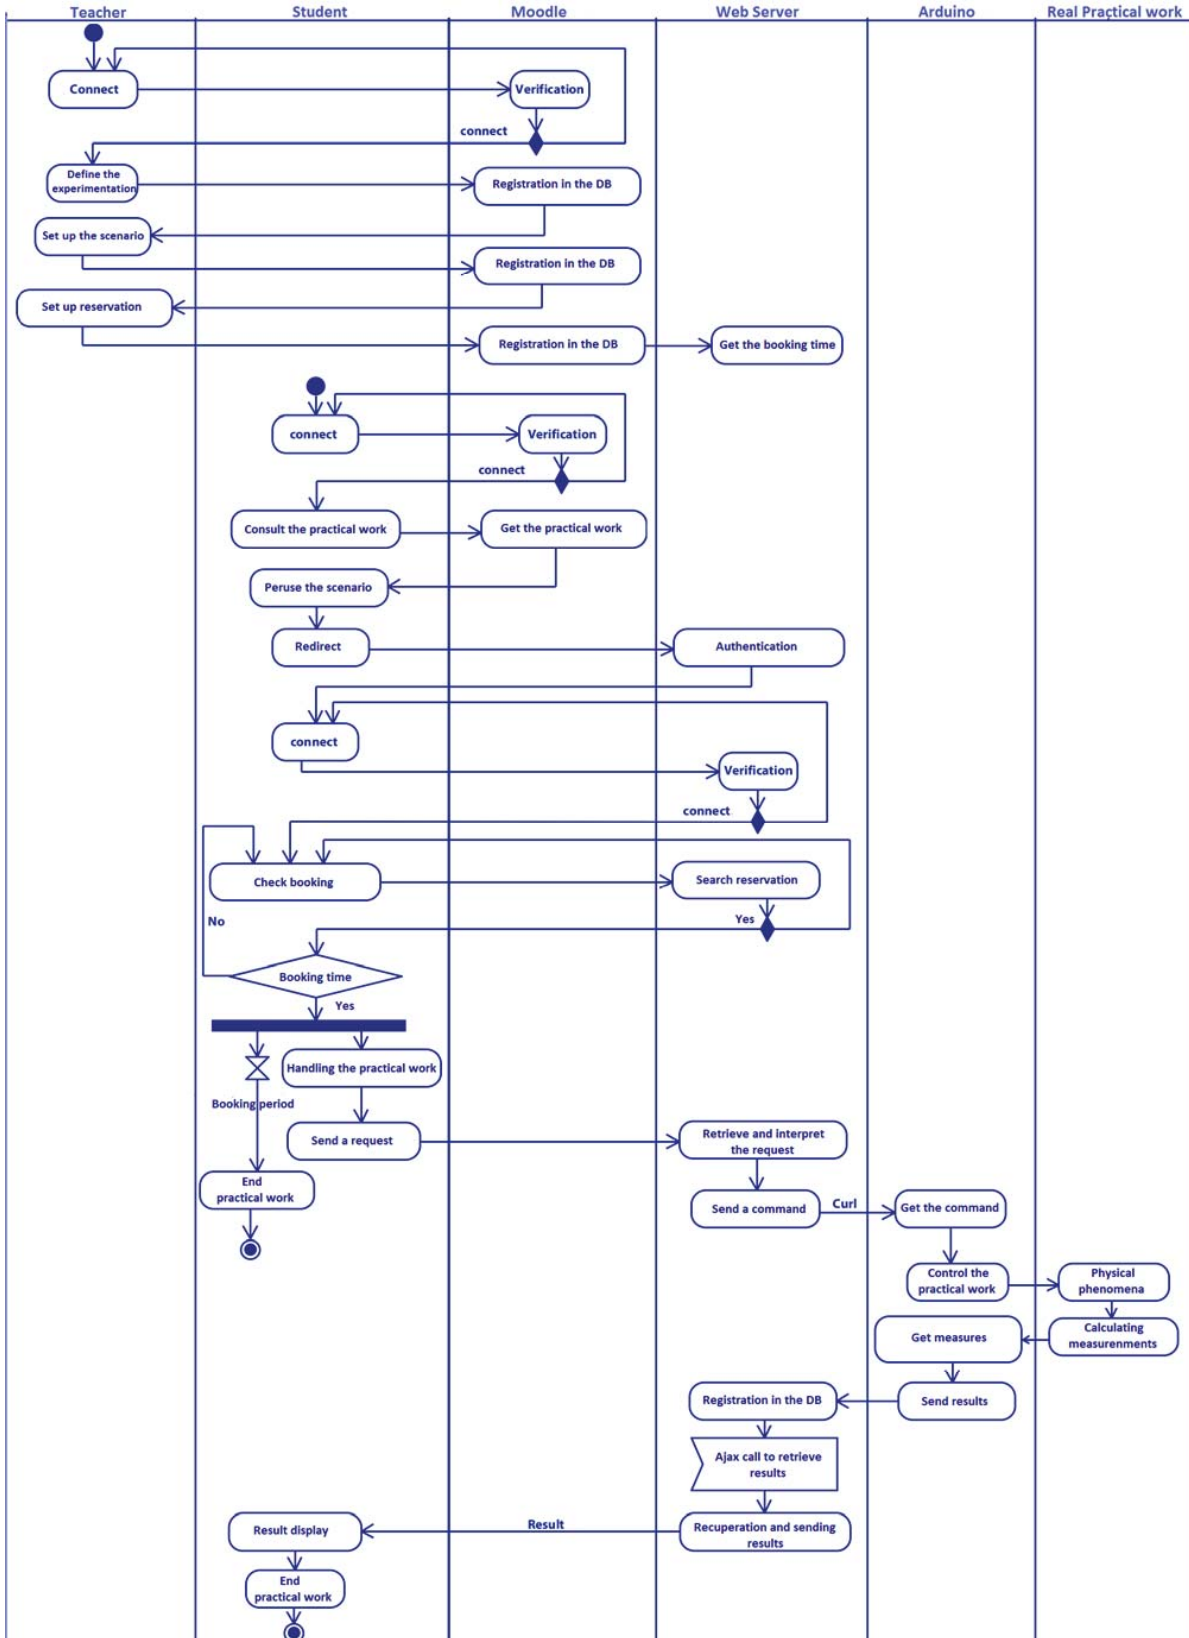 Teacher
Student
Moodle
Web Server
Arduino
Real Practical work
Connect
Verification
connect
Define the
experimentation
Registration in the DB
Set up the scenario
Registration in the DB
Set up reservation
Registration in the DB
Get the booking time
connect
Verification
connect
Consult the practical work
Get the practical work
Peruse the scenario
Redirect
Authentication
connect
Verification
connect
Check booking
Search reservation
No
Yes
Booking time
Yes
Handling the practical work
Booking period
Send a request
Retrieve and interpret
the request
End
practical work
Send a command
Curl
Get the command
Control the
practical work
Physical
phenomena
Get measures
Calculating
measurenments
Registration in the DB
Send results
Ajax call to retrieve
results
Result display
Result
Recuperation and sending
results
End
practical work